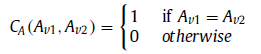 C_A(A_{v1}, A_{v2}) = { 1 if A_{v1} = A_{v2}
0 otherwise